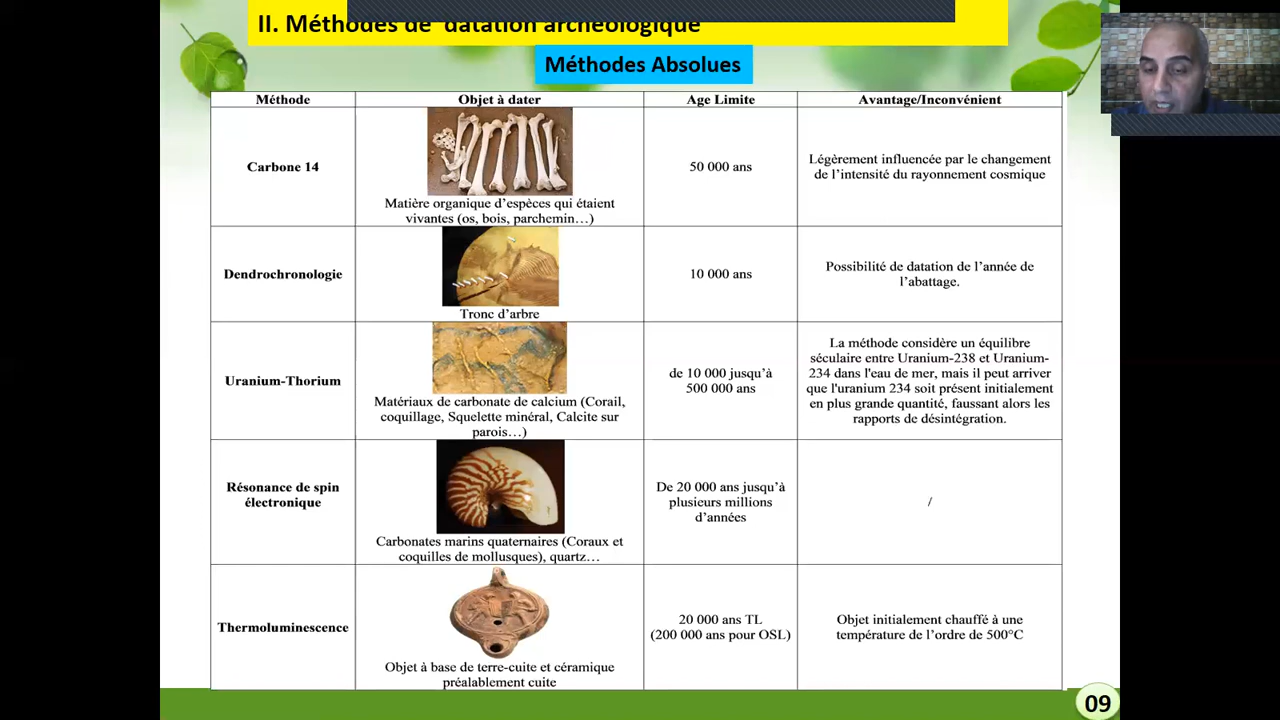 II. Méthodes de datation archéologique
Méthodes Absolues
Méthode Objet à dater Age Limite Avantage/Inconvénient
Carbone 14
Matière organique d'espèces qui étaient
vivantes (os, bois, parchemin…)
50 000 ans
Légèrement influencée par le changement
de l'intensité du rayonnement cosmique
Dendrochronologie
Tronc d'arbre
10 000 ans
Possibilité de datation de l'année de
l'abattage.
Uranium-Thorium
Matériaux de carbonate de calcium (Corail,
coquillage, Squelette minéral, Calcite sur
parois…)
de 10 000 jusqu'à
500 000 ans
La méthode considère un équilibre
séculaire entre Uranium-238 et Uranium-
234 dans l'eau de mer, mais il peut arriver
que l'uranium 234 soit présent initialement
en plus grande quantité, faussant alors les
rapports de désintégration.
Résonance de spin
électronique
Carbonates marins quaternaires (Coraux et
coquilles de mollusques), quartz…
De 20 000 ans jusqu'à
plusieurs millions
d'années
/
Thermoluminescence
Objet à base de terre-cuite et céramique
préalablement cuite
20 000 ans TL
(200 000 ans pour OSL)
Objet initialement chauffé à une
température de l'ordre de 500°C
09